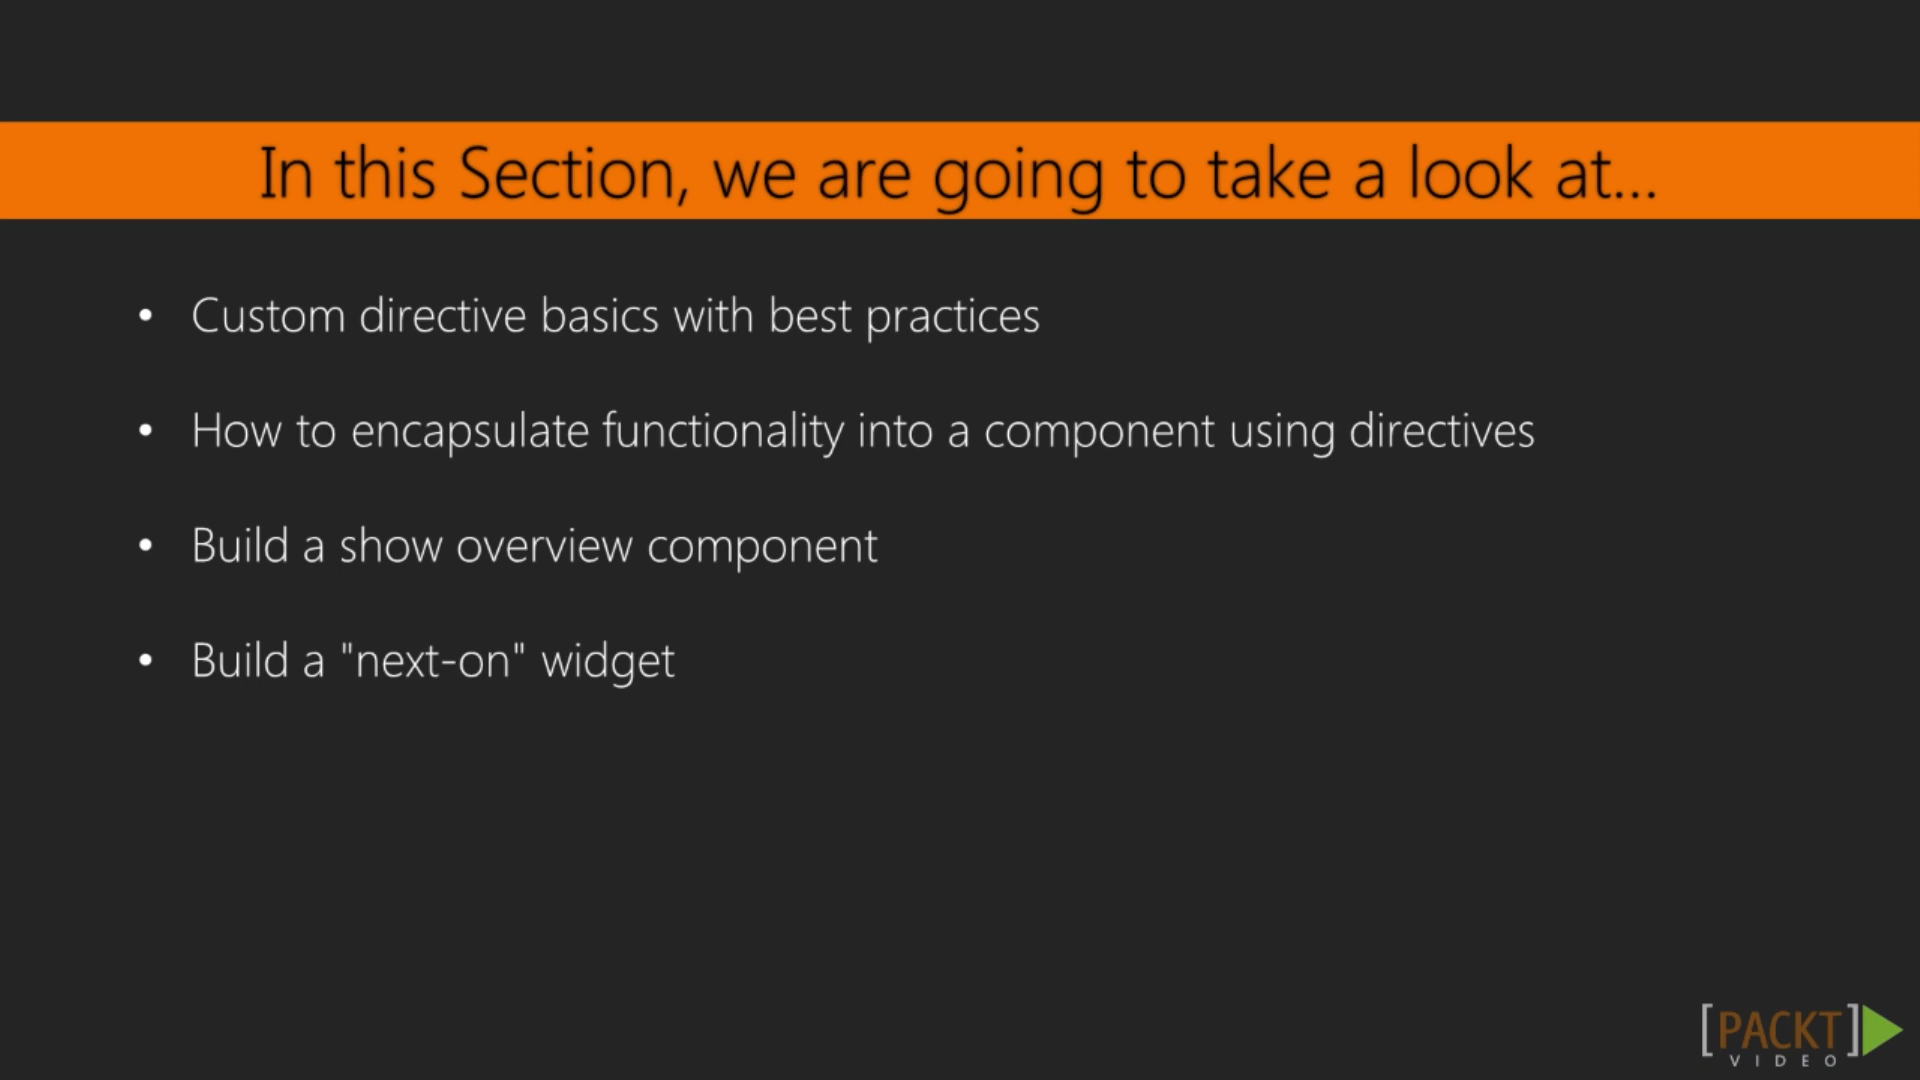 In this Section, we are going to take a look at...
• Custom directive basics with best practices
• How to encapsulate functionality into a component using directives
• Build a show overview component
• Build a "next-on" widget
[PACKT]
VIDEO